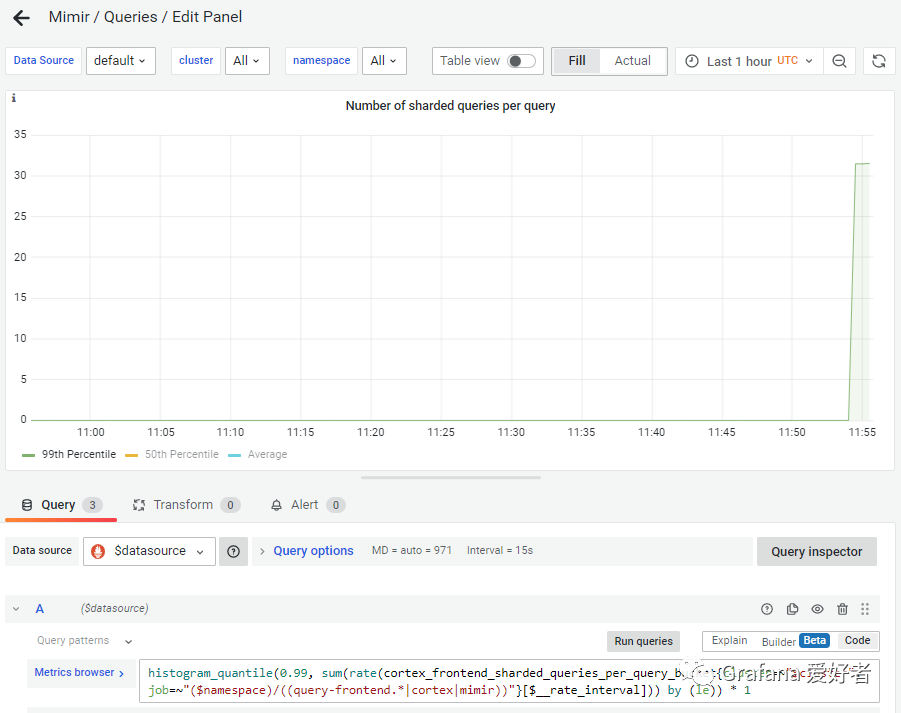 Mimir / Queries / Edit Panel
Data Source default cluster All namespace All Table view Fill Actual Last 1 hour UTC
i
Number of sharded queries per query
35
30
25
20
15
10
5
0
11:00 11:05 11:10 11:15 11:20 11:25 11:30 11:35 11:40 11:45 11:50 11:55
99th Percentile 50th Percentile Average
Query 3 Transform 0 Alert 0
Data source $datasource Query options MD = auto = 971 Interval = 15s Query inspector
A ($datasource)
Query patterns Run queries Explain Builder Beta Code
Metrics browser histogram_quantile(0.99, sum(rate(cortex_frontend_sharded_queries_per_query_
job=~"($namespace)/((query-frontend.*|cortex|mimir))"}[$__rate_interval])) by (le)) * 1
Grafana爱好者